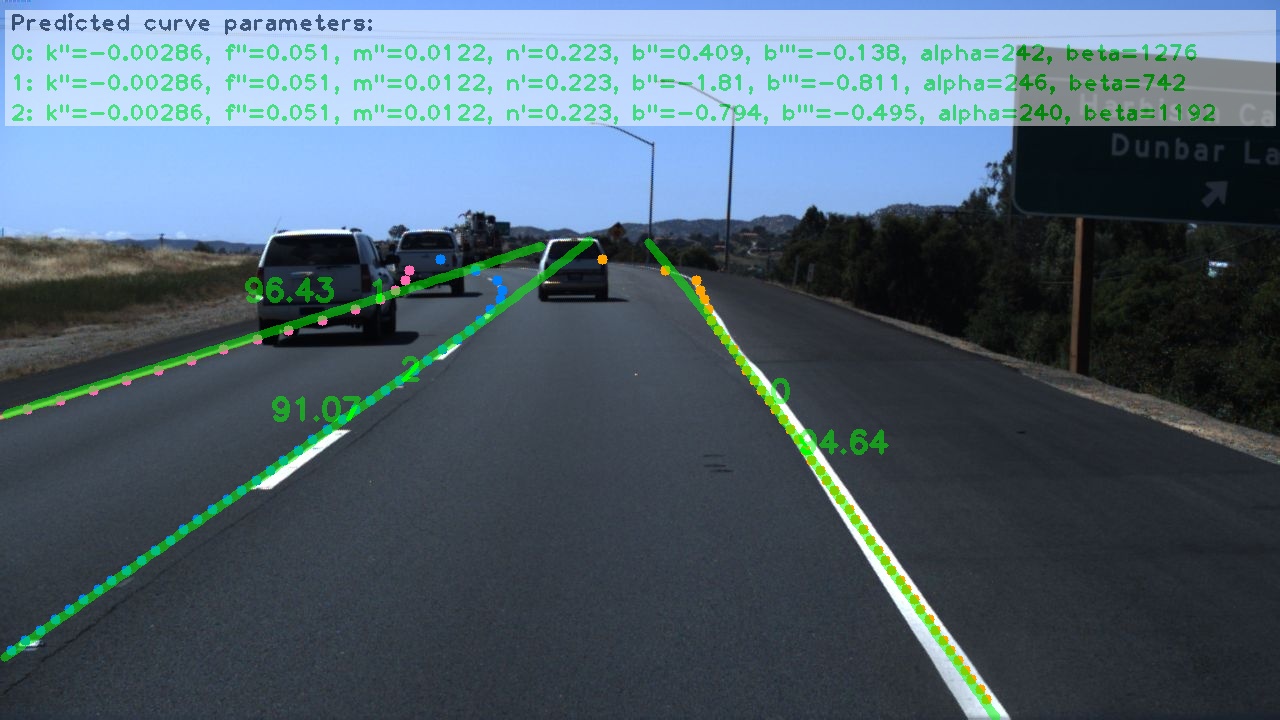 Predicted curve parameters:
0: k''=-0.00286, f''=0.051, m''=0.0122, n'=0.223, b''=0.409, b'''=-0.138, alpha=242, beta=1276
1: k''=-0.00286, f''=0.051, m''=0.0122, n'=0.223, b''=-1.81, b'''=-0.811, alpha=246, beta=742
2: k''=-0.00286, f''=0.051, m''=0.0122, n'=0.223, b''=-0.794, b'''=-0.495, alpha=240, beta=1192
Harbison Ca
Dunbar La
96.43
1
2
91.07
0
94.64